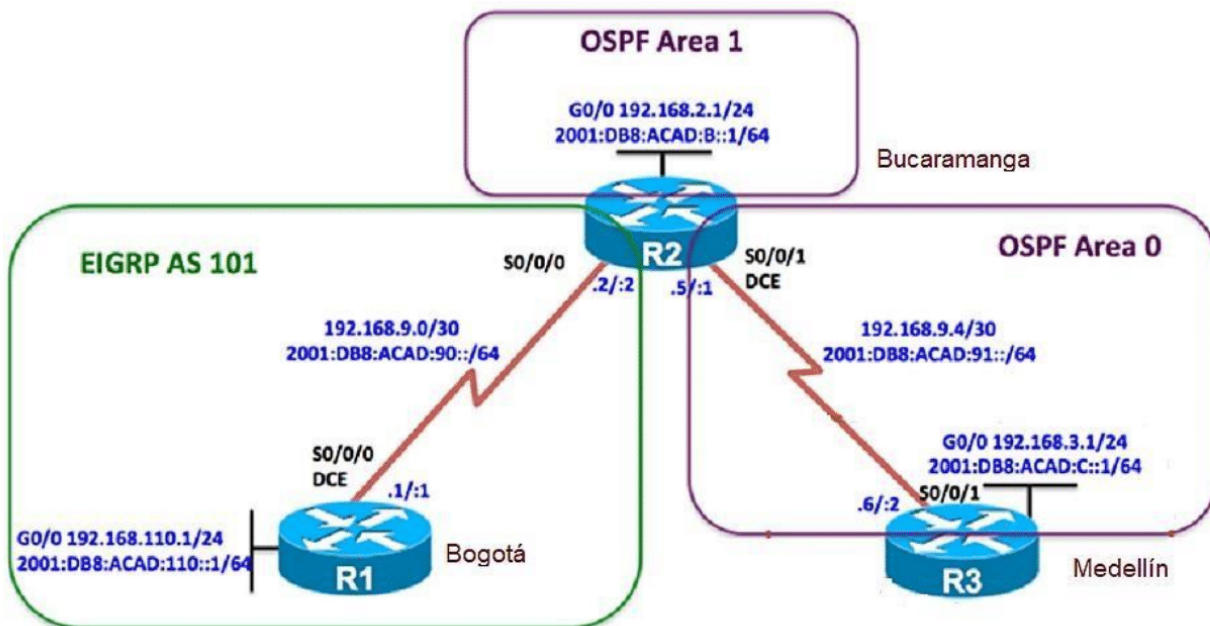 OSPF Area 1
G0/0 192.168.2.1/24
2001:DB8:ACAD:B::1/64
Bucaramanga
EIGRP AS 101
S0/0/0
R2
S0/0/1
DCE
OSPF Area 0
.2/:2
.5/:1
192.168.9.0/30
2001:DB8:ACAD:90::/64
192.168.9.4/30
2001:DB8:ACAD:91::/64
S0/0/0
DCE
.1/:1
G0/0 192.168.3.1/24
2001:DB8:ACAD:C::1/64
.6/:2
S0/0/1
G0/0 192.168.110.1/24
2001:DB8:ACAD:110::1/64
R1
Bogotá
R3
Medellín